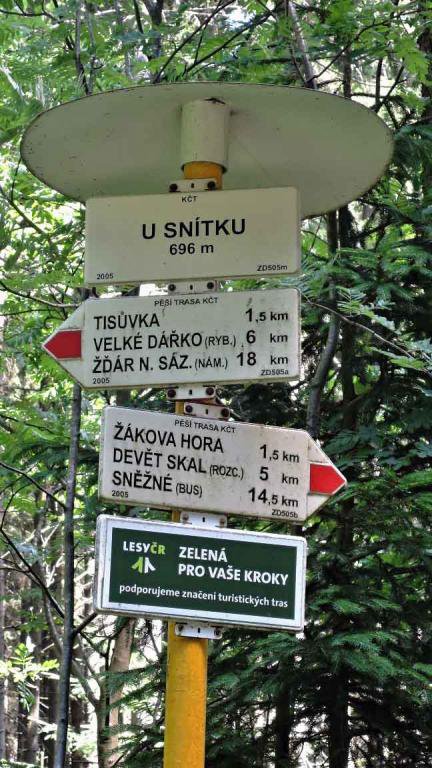 KČT
U SNÍTKU
696 m
2005 ZD505m
PĚŠÍ TRASA KČT
TISŮVKA 1,5 km
VELKÉ DÁŘKO (RYB.) 6 km
ŽĎÁR N. SÁZ. (NÁM.) 18 km
2005 ZD505a
PĚŠÍ TRASA KČT
ŽÁKOVA HORA 1,5 km
DEVĚT SKAL (ROZC.) 5 km
SNĚŽNÉ (BUS) 14,5 km
2005 ZD505b
LESYČR ZELENÁ
PRO VAŠE KROKY
podporujeme značení turistických tras